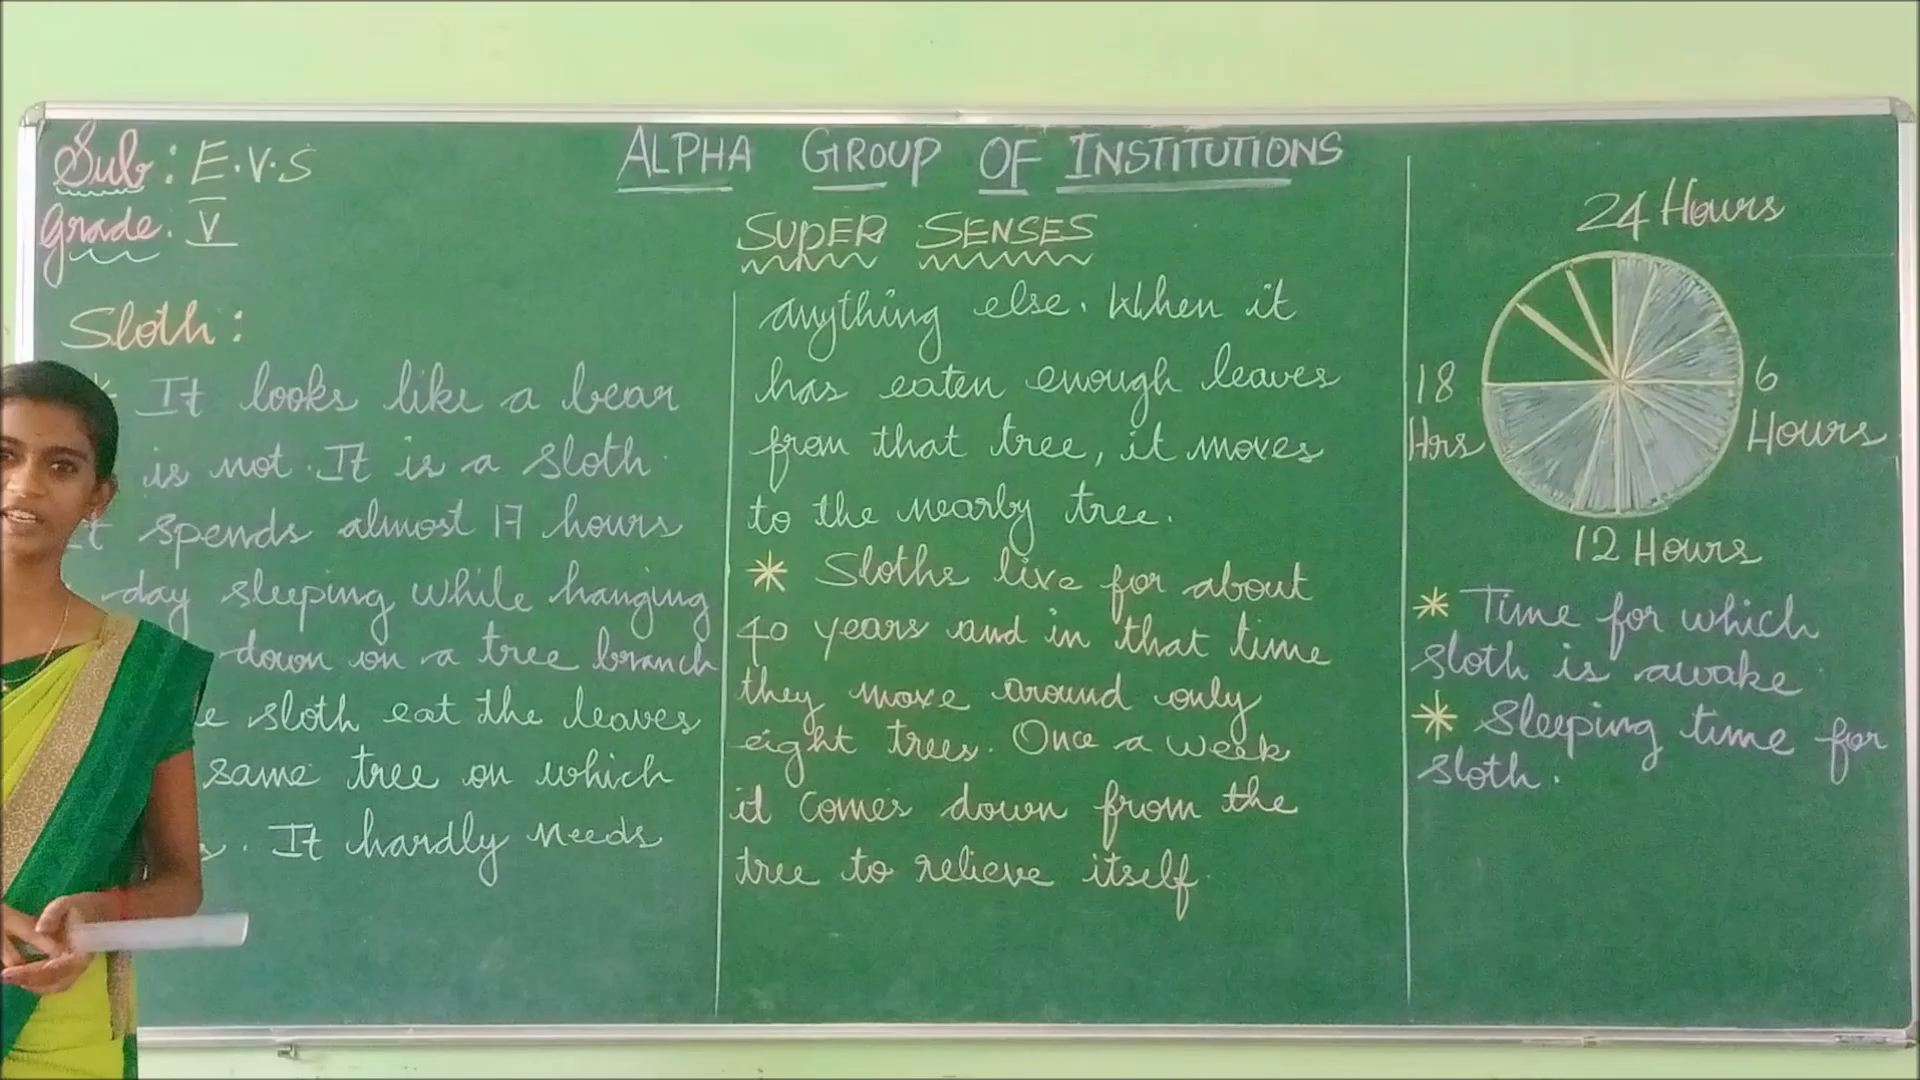 Sub: E.V.S
Grade: V
ALPHA GROUP OF INSTITUTIONS
SUPER SENSES
Sloth:
It looks like a bear
is not. It is a sloth.
spends almost 17 hours
day sleeping while hanging
down on a tree branch
sloth eat the leaves
same tree on which
. It hardly needs
anything else. When it
has eaten enough leaves
from that tree, it moves
to the nearby tree.
* Sloths live for about
40 years and in that time
they move around only
eight trees. Once a week
it comes down from the
tree to relieve itself.
24 Hours
18
Hrs
6
Hours
12 Hours
* Time for which
sloth is awake
* Sleeping time for
sloth.